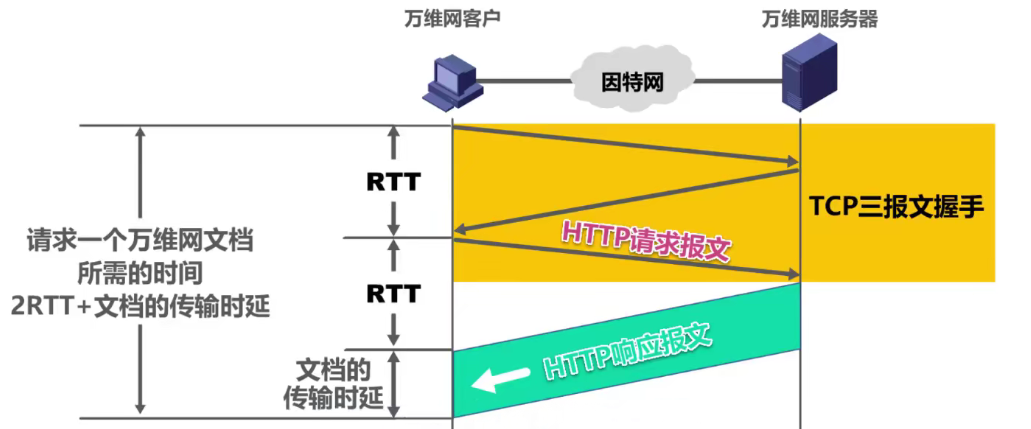 万维网客户
万维网服务器
因特网
RTT
TCP三报文握手
HTTP请求报文
请求一个万维网文档
所需的时间
2RTT+文档的传输时延
RTT
HTTP响应报文
文档的
传输时延